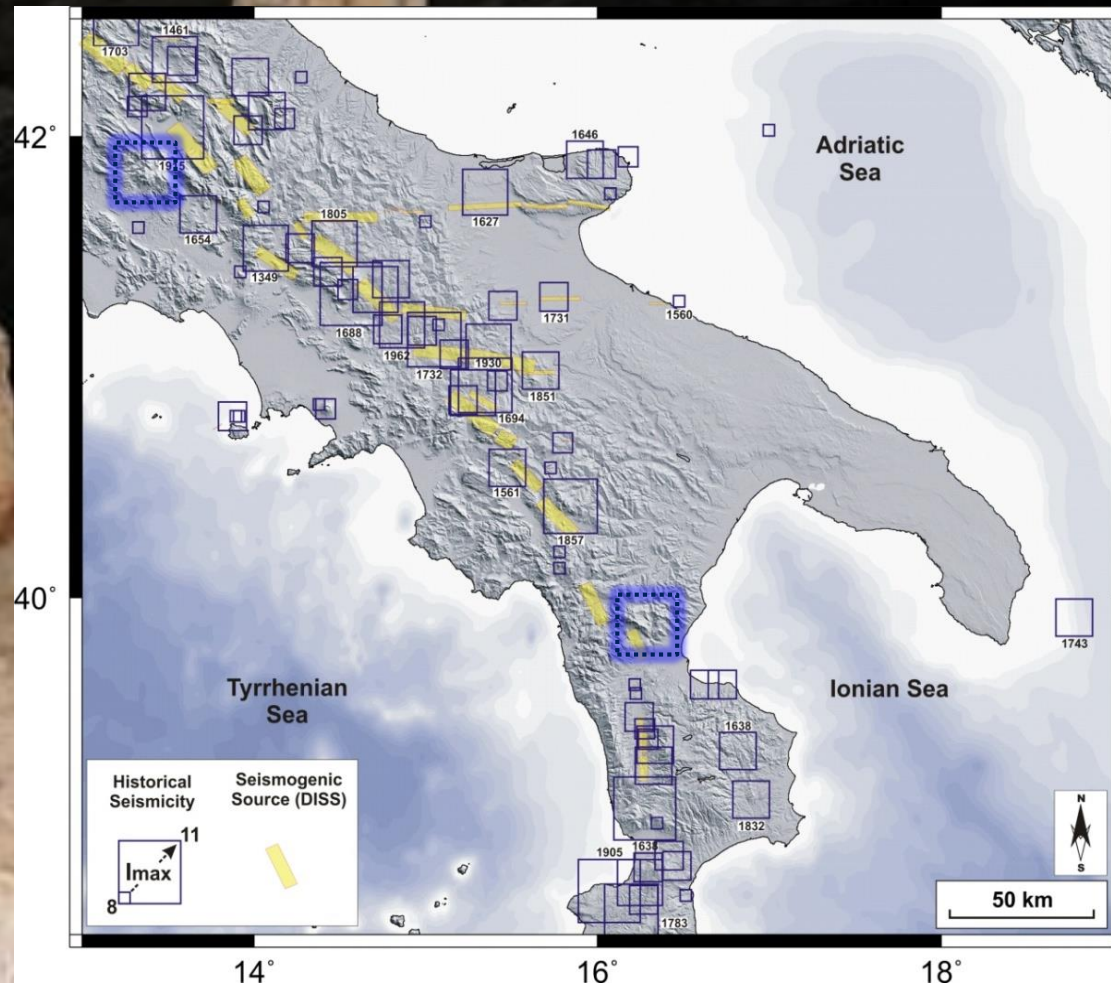 1703
1461
42°
1915
1654
1646
1627
1805
1349
1688
1962
1732
1930
1731
1560
1851
1694
1561
1857
Adriatic
Sea
40°
1743
Tyrrhenian
Sea
Ionian Sea
1638
1832
1905
1638
1783
Historical
Seismicity
Seismogenic
Source (DISS)
11
Imax
8
N
S
50 km
14°
16°
18°